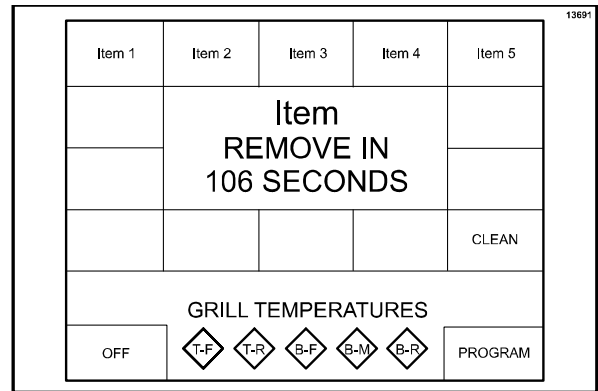 13691
Item 1 Item 2 Item 3 Item 4 Item 5
Item
REMOVE IN
106 SECONDS
CLEAN
GRILL TEMPERATURES
OFF T-F T-R B-F B-M B-R PROGRAM